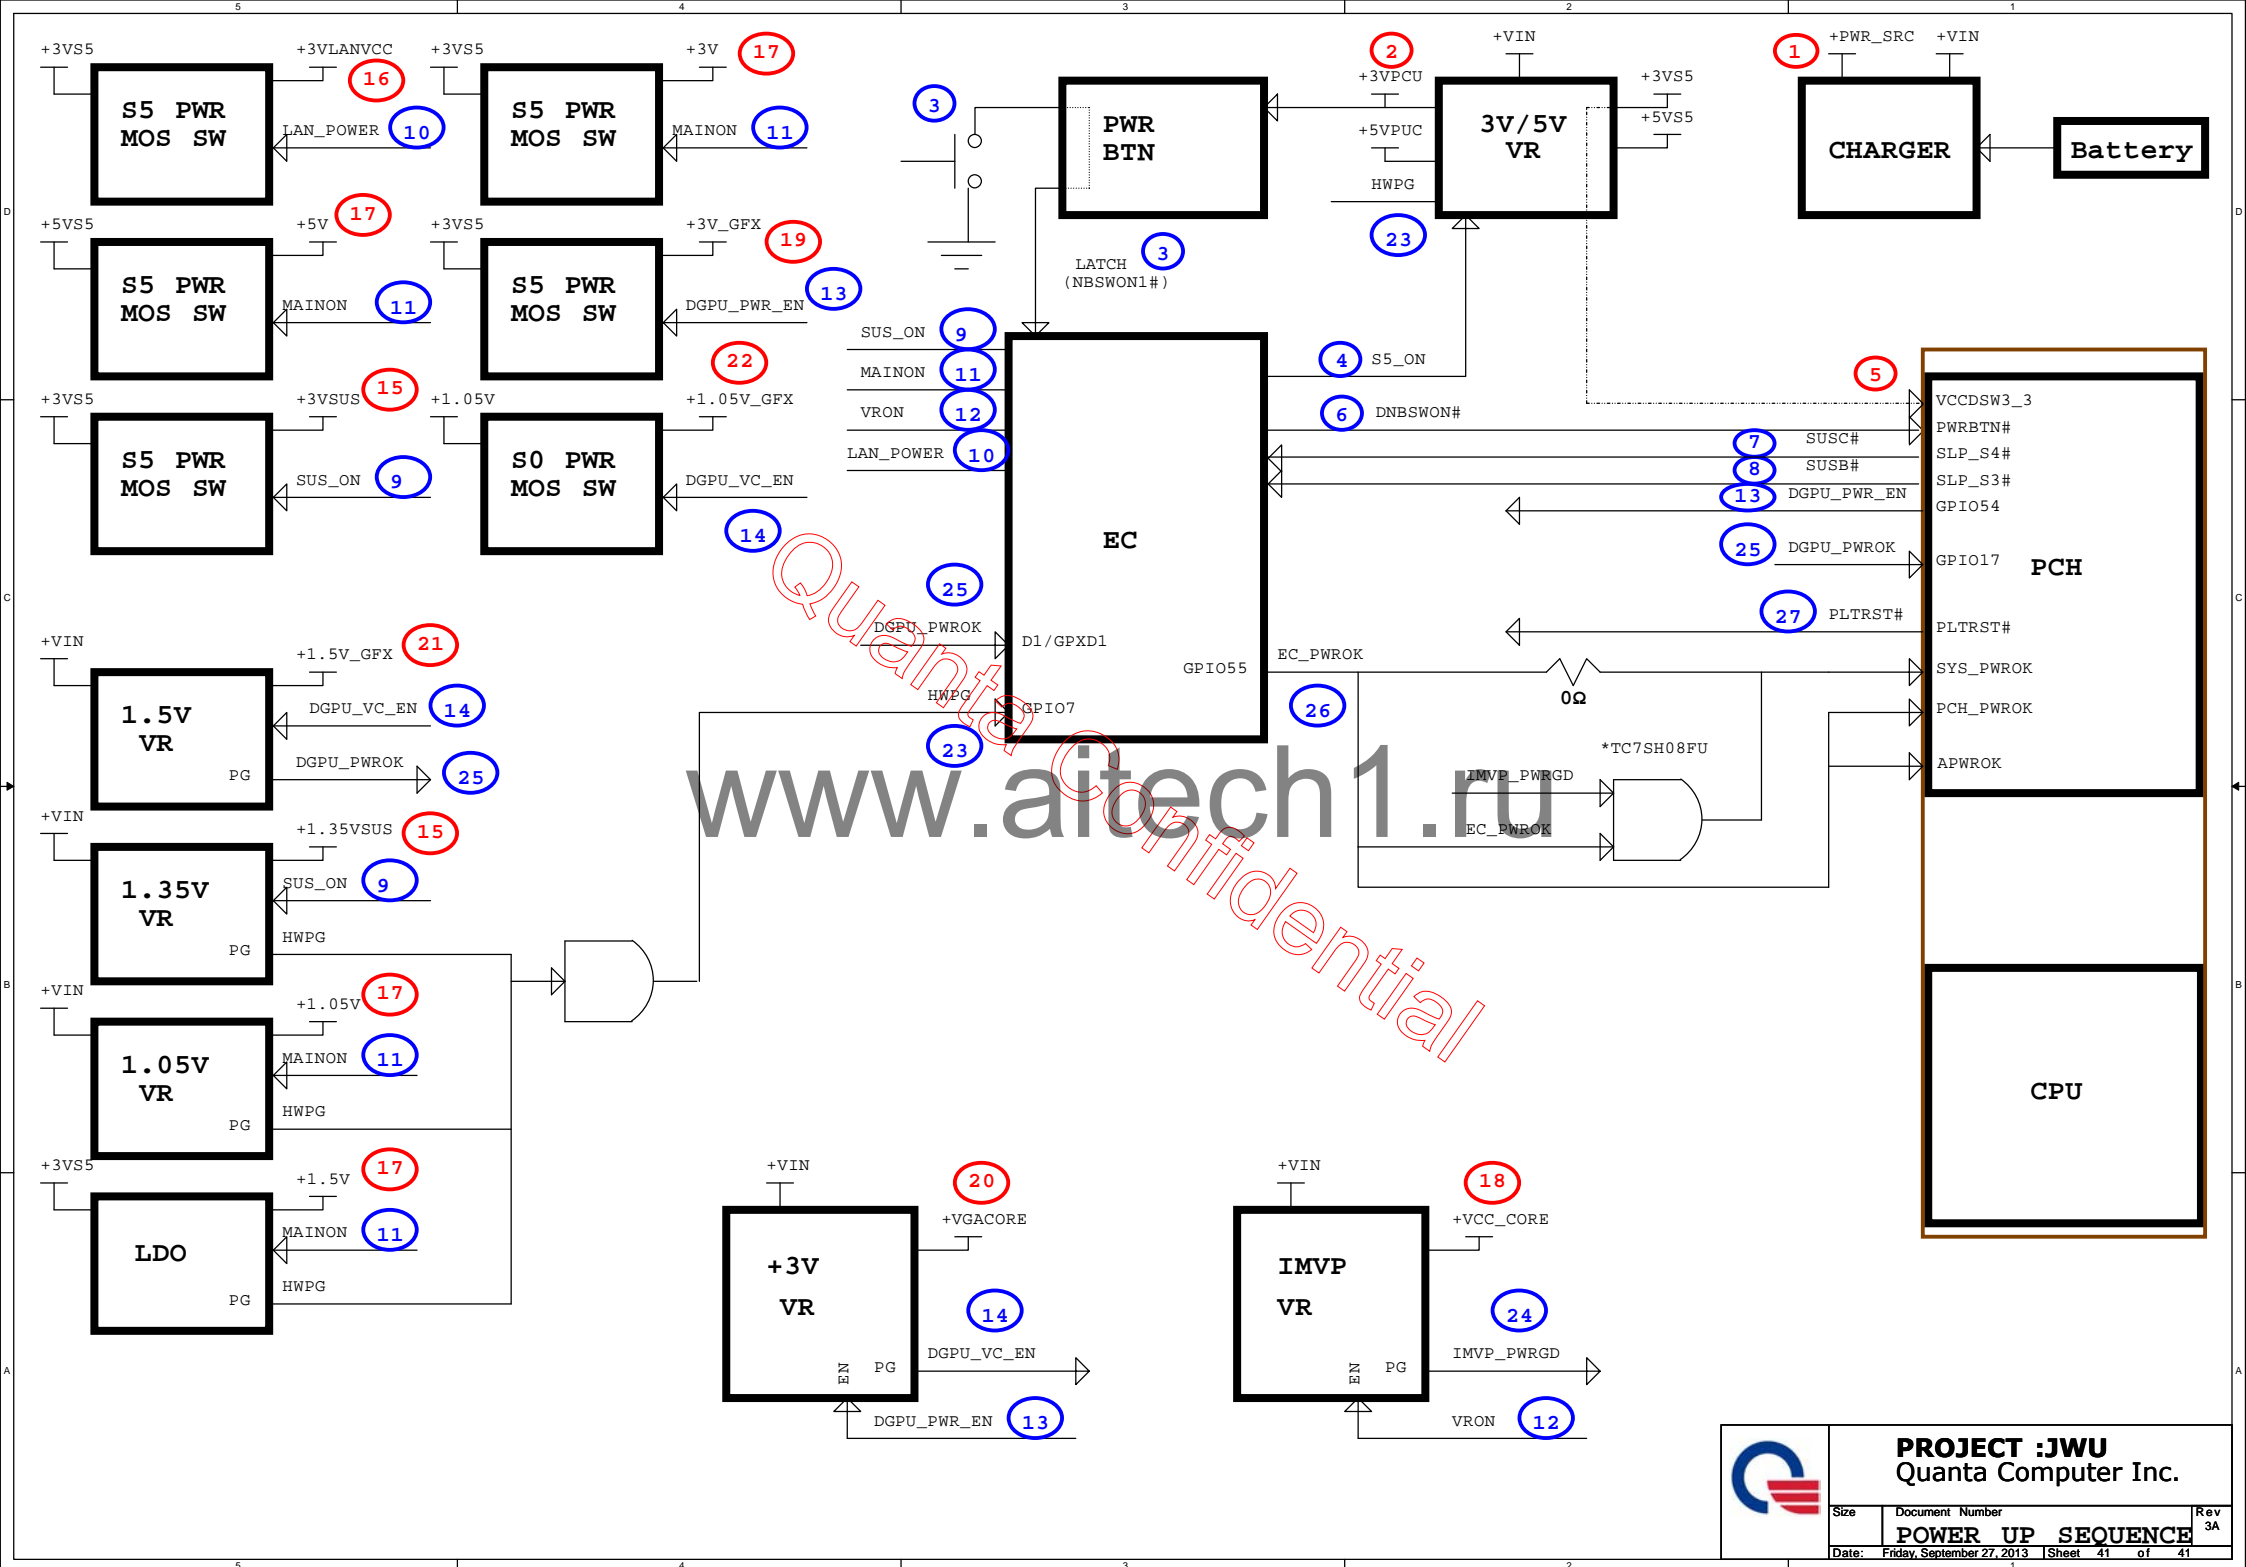 5 4 3 2 1
+3VS5 +3VLANVCC 16
S5 PWR
MOS SW
LAN_POWER 10
+3VS5 +3V 17
S5 PWR
MOS SW
MAINON 11
3
PWR
BTN
2
+3VPCU
+5VPUC
HWPG
23
+VIN
3V/5V
VR
+3VS5
+5VS5
1
+PWR_SRC +VIN
CHARGER
Battery
D D
+5VS5 +5V 17
S5 PWR
MOS SW
MAINON 11
+3VS5 +3V_GFX 19
S5 PWR
MOS SW
DGPU_PWR_EN 13
LATCH 3
(NBSWON1#)
+3VS5 +3VSUS 15
S5 PWR
MOS SW
SUS_ON 9
22
+1.05V +1.05V_GFX
S0 PWR
MOS SW
DGPU_VC_EN
14
SUS_ON 9
MAINON 11
VRON 12
LAN_POWER 10
EC
25
DGPU_PWROK
D1/GPXD1
HWPG
GPIO7
23
GPIO55
4 S5_ON
6 DNBSWON#
7 SUSC#
8 SUSB#
13 DGPU_PWR_EN
25 DGPU_PWROK
27 PLTRST#
EC_PWROK
26
0Ω
*TC7SH08FU
IMVP_PWRGD
EC_PWROK
5
VCCDSW3_3
PWRBTN#
SLP_S4#
SLP_S3#
GPIO54
GPIO17
PCH
PLTRST#
SYS_PWROK
PCH_PWROK
APWROK
CPU
C C
+VIN +1.5V_GFX 21
1.5V
VR
DGPU_VC_EN 14
PG DGPU_PWROK 25
+VIN +1.35VSUS 15
1.35V
VR
SUS_ON 9
PG HWPG
B B
+VIN +1.05V 17
1.05V
VR
MAINON 11
PG HWPG
+3VS5 +1.5V 17
LDO
MAINON 11
PG HWPG
+VIN 20
+VGACORE
+3V
VR
14
EN PG DGPU_VC_EN
DGPU_PWR_EN 13
+VIN 18
+VCC_CORE
IMVP
VR
24
EN PG IMVP_PWRGD
VRON 12
A A
Quanta Confidential
www.aitech1.ru
PROJECT :JWU
Quanta Computer Inc.
Size Document Number Rev
POWER UP SEQUENCE 3A
Date: Friday, September 27, 2013 Sheet 41 of 41
5 4 3 2 1